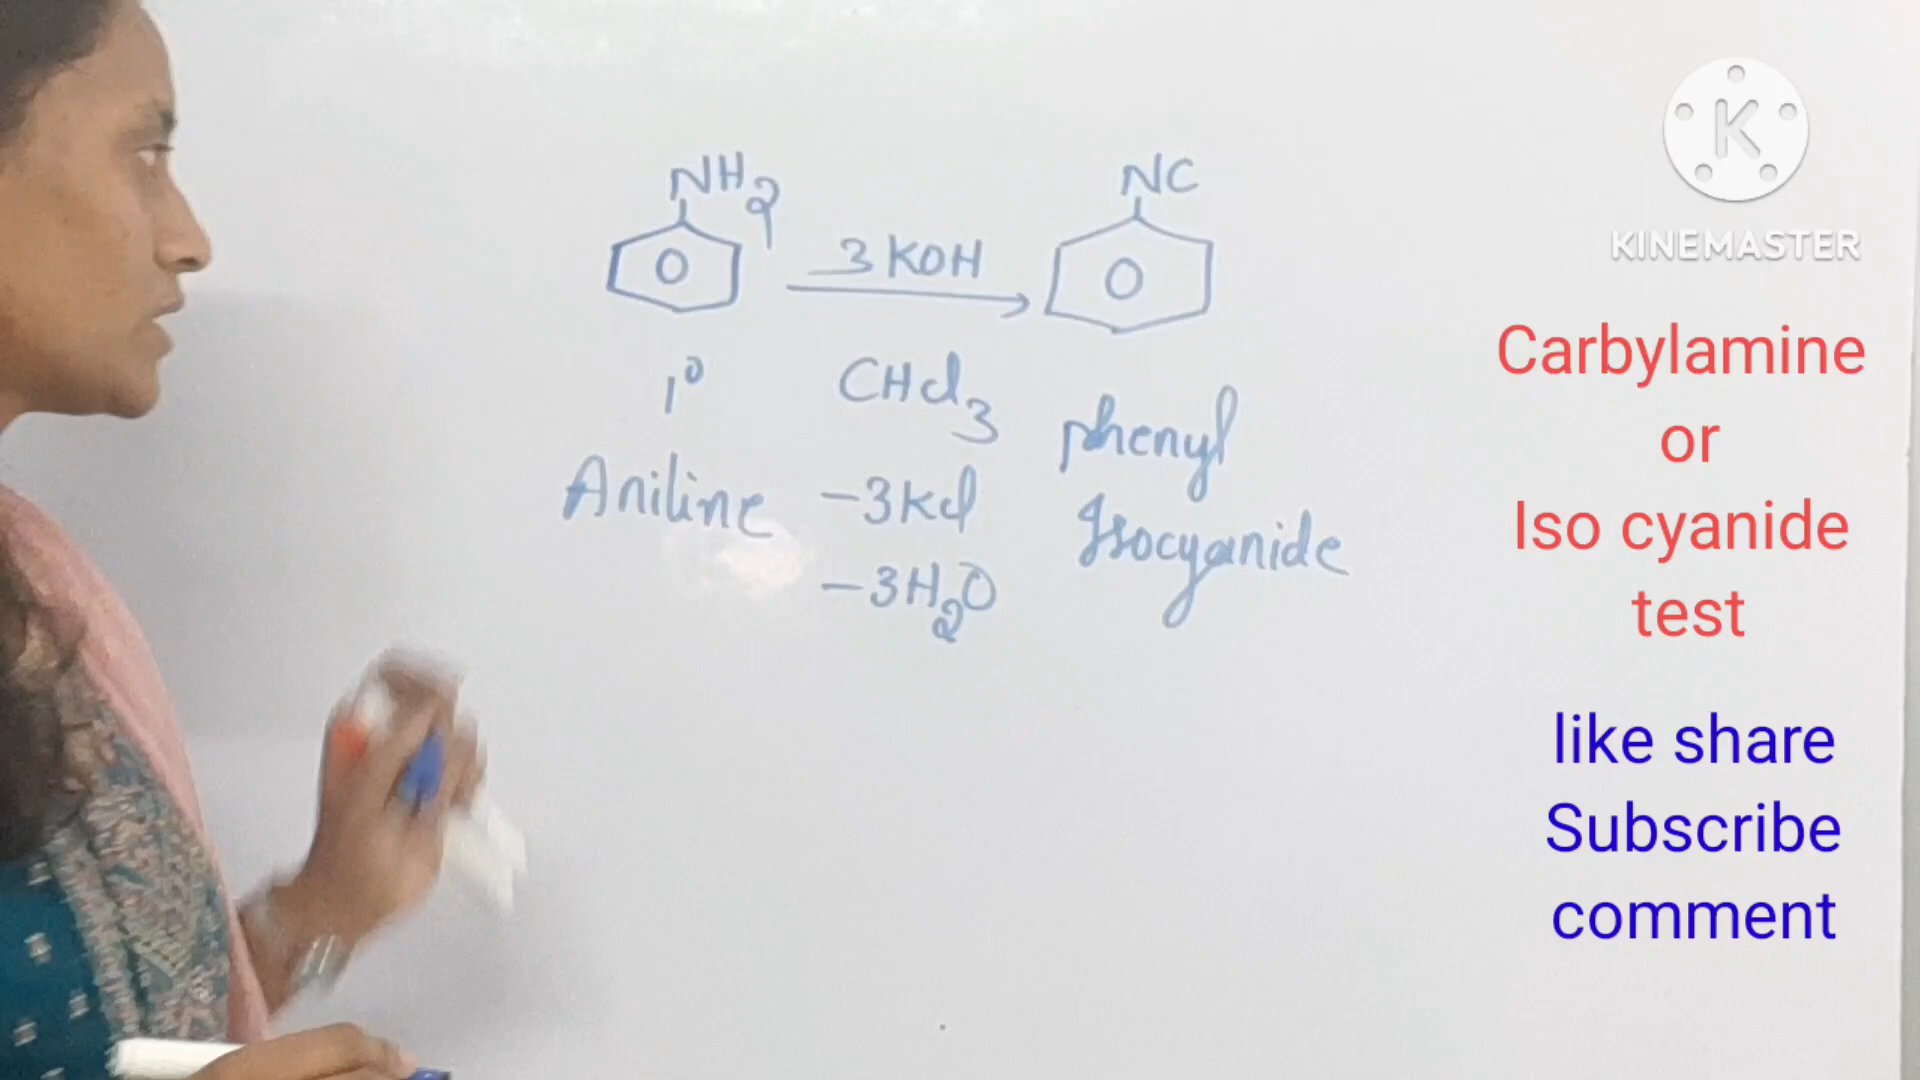 NH2
3 KOH
NC
1°
CHCl3
Aniline
-3KCl
-3H2O
phenyl
Isocyanide
K
KINEMASTER
Carbylamine
or
Iso cyanide
test
like share
Subscribe
comment